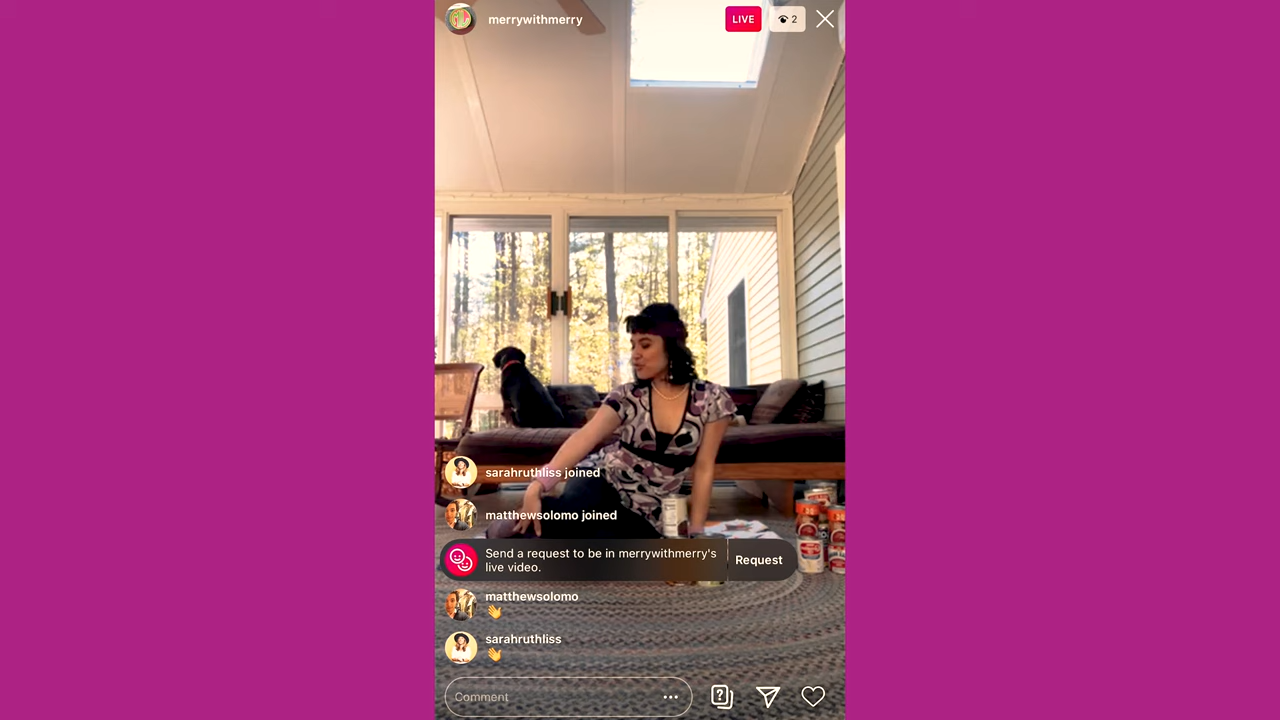 merrywithmerry
LIVE
2
sarahruthliss joined
matthewsolomo joined
Send a request to be in merrywithmerry's
live video.
Request
matthewsolomo
👋
sarahruthliss
👋
Comment